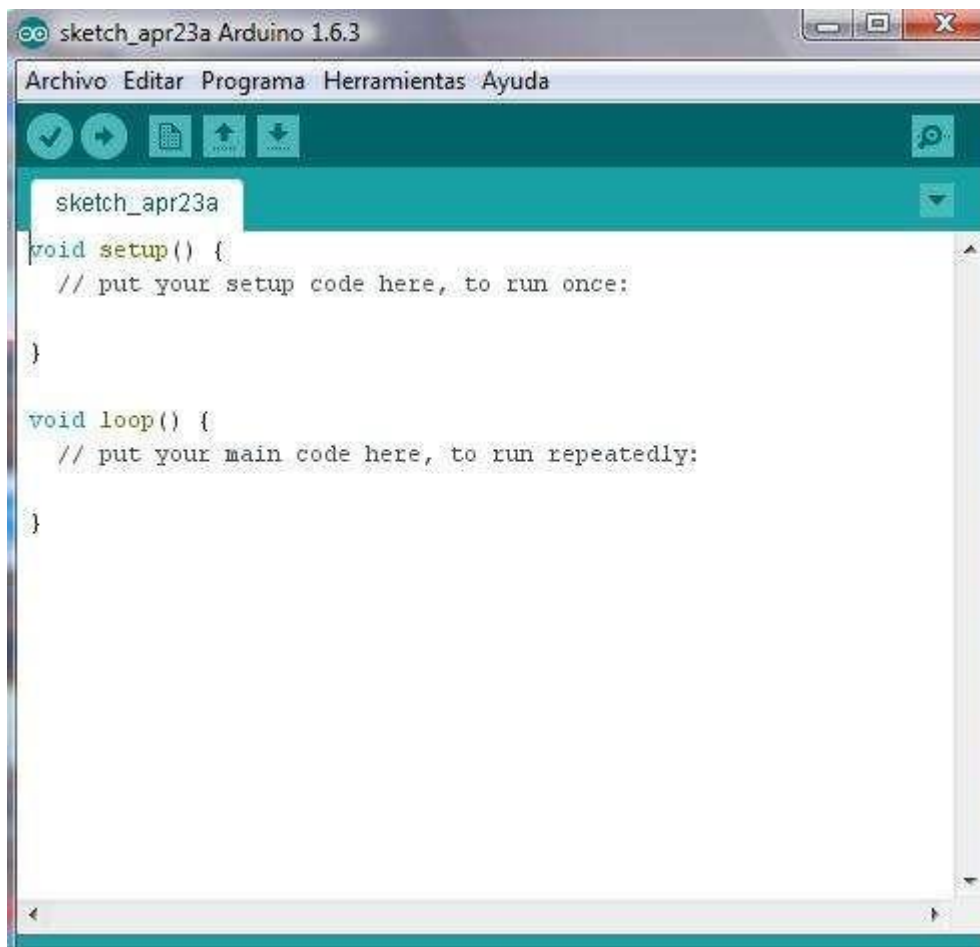 sketch_apr23a Arduino 1.6.3
Archivo Editar Programa Herramientas Ayuda
sketch_apr23a
void setup() {
  // put your setup code here, to run once:
}
void loop() {
  // put your main code here, to run repeatedly:
}